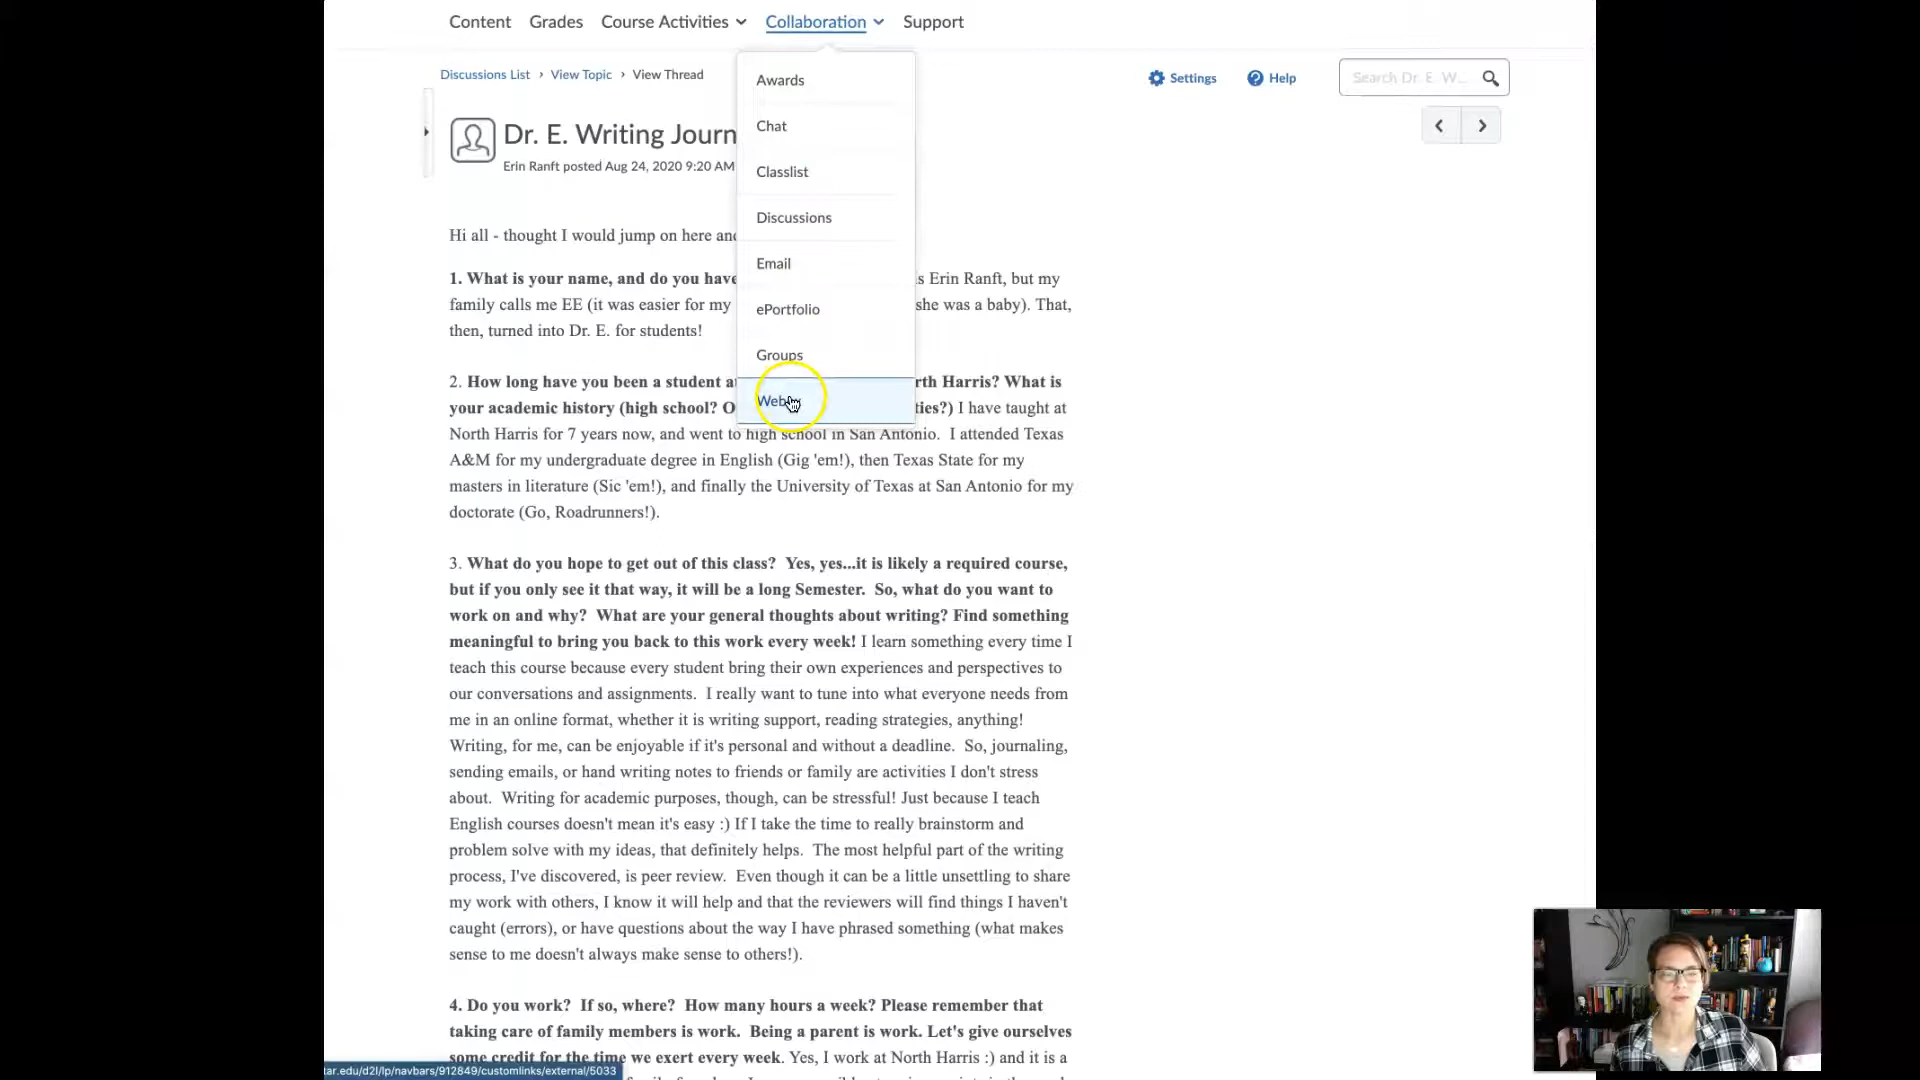 Content Grades Course Activities Collaboration Support
Discussions List › View Topic › View Thread
Settings Help Search Dr. E. W...
Awards
Chat
Classlist
Discussions
Email
ePortfolio
Groups
Dr. E. Writing Journ
Erin Ranft posted Aug 24, 2020 9:20 AM
Hi all - thought I would jump on here and
1. What is your name, and do you have s Erin Ranft, but my
family calls me EE (it was easier for my she was a baby). That,
then, turned into Dr. E. for students!
2. How long have you been a student a rth Harris? What is
your academic history (high school? O ties?) I have taught at
North Harris for 7 years now, and went to high school in San Antonio. I attended Texas
A&M for my undergraduate degree in English (Gig 'em!), then Texas State for my
masters in literature (Sic 'em!), and finally the University of Texas at San Antonio for my
doctorate (Go, Roadrunners!).
3. What do you hope to get out of this class? Yes, yes...it is likely a required course,
but if you only see it that way, it will be a long Semester. So, what do you want to
work on and why? What are your general thoughts about writing? Find something
meaningful to bring you back to this work every week! I learn something every time I
teach this course because every student bring their own experiences and perspectives to
our conversations and assignments. I really want to tune into what everyone needs from
me in an online format, whether it is writing support, reading strategies, anything!
Writing, for me, can be enjoyable if it's personal and without a deadline. So, journaling,
sending emails, or hand writing notes to friends or family are activities I don't stress
about. Writing for academic purposes, though, can be stressful! Just because I teach
English courses doesn't mean it's easy :) If I take the time to really brainstorm and
problem solve with my ideas, that definitely helps. The most helpful part of the writing
process, I've discovered, is peer review. Even though it can be a little unsettling to share
my work with others, I know it will help and that the reviewers will find things I haven't
caught (errors), or have questions about the way I have phrased something (what makes
sense to me doesn't always make sense to others!).
4. Do you work? If so, where? How many hours a week? Please remember that
taking care of family members is work. Being a parent is work. Let's give ourselves
some credit for the time we exert every week. Yes, I work at North Harris :) and it is a
tar.edu/d2l/lp/navbars/912849/customlinks/external/5033